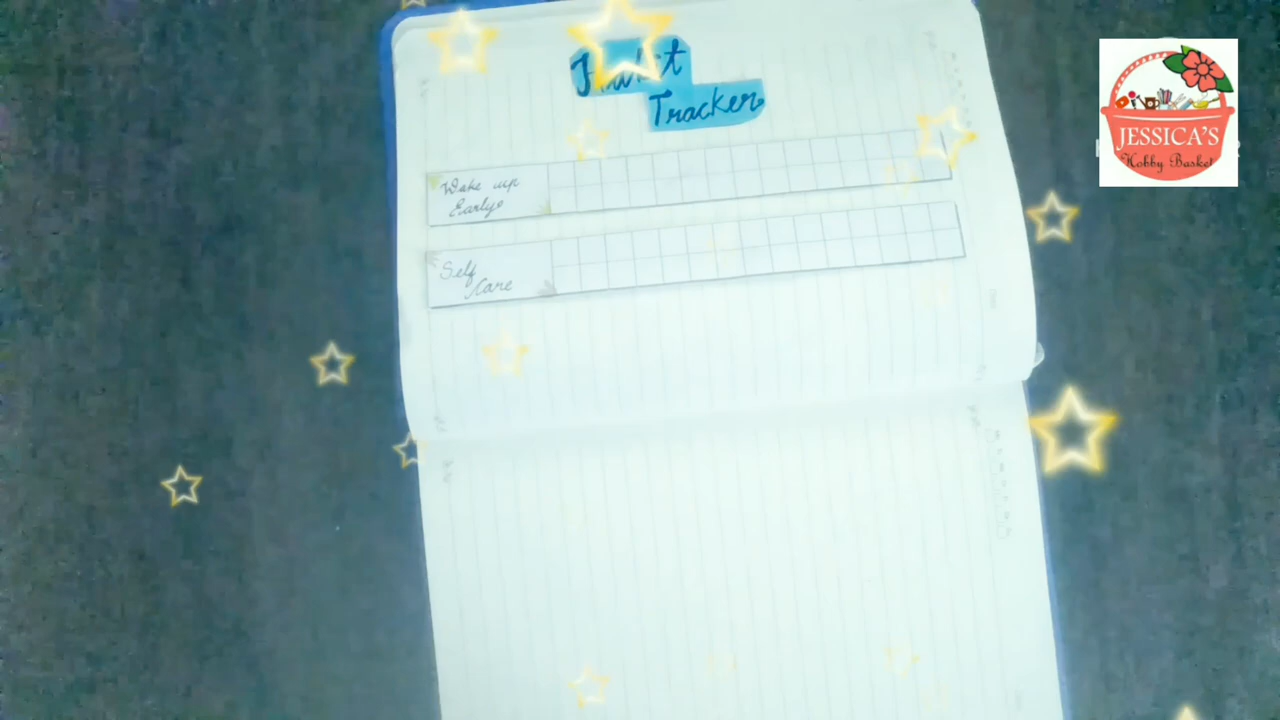 Habit
Tracker
Wake up
Early
Self
Care
JESSICA'S
Hobby Basket